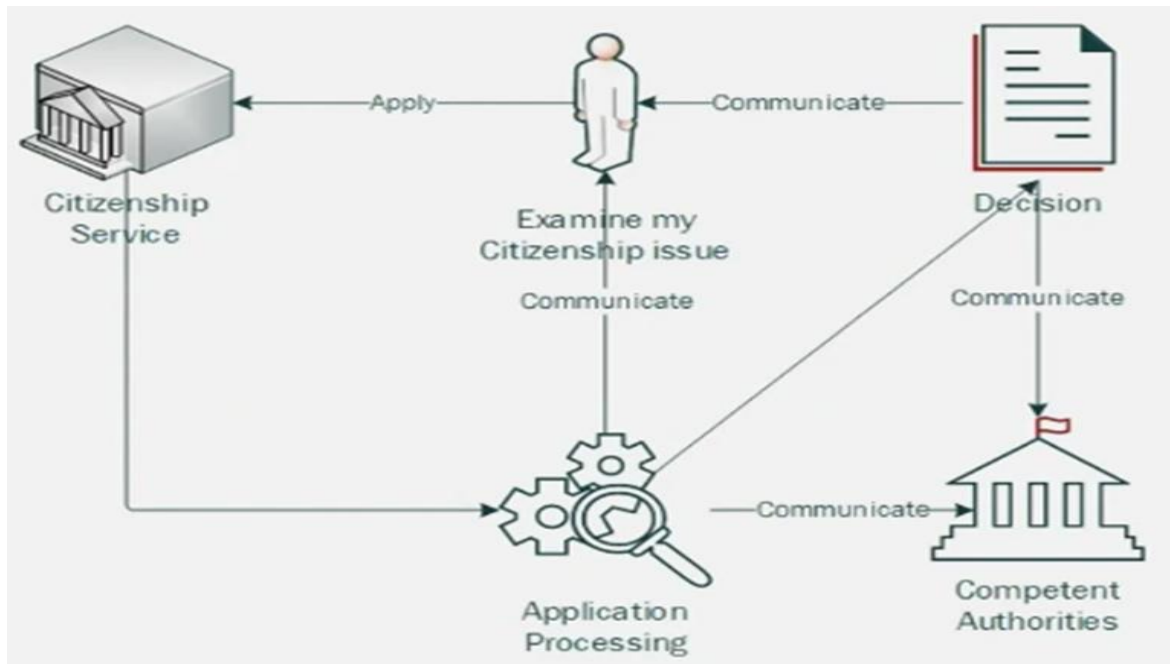 Apply
Communicate
Citizenship
Service
Examine my
Citizenship issue
Decision
Communicate
Communicate
Communicate
Application
Processing
Competent
Authorities